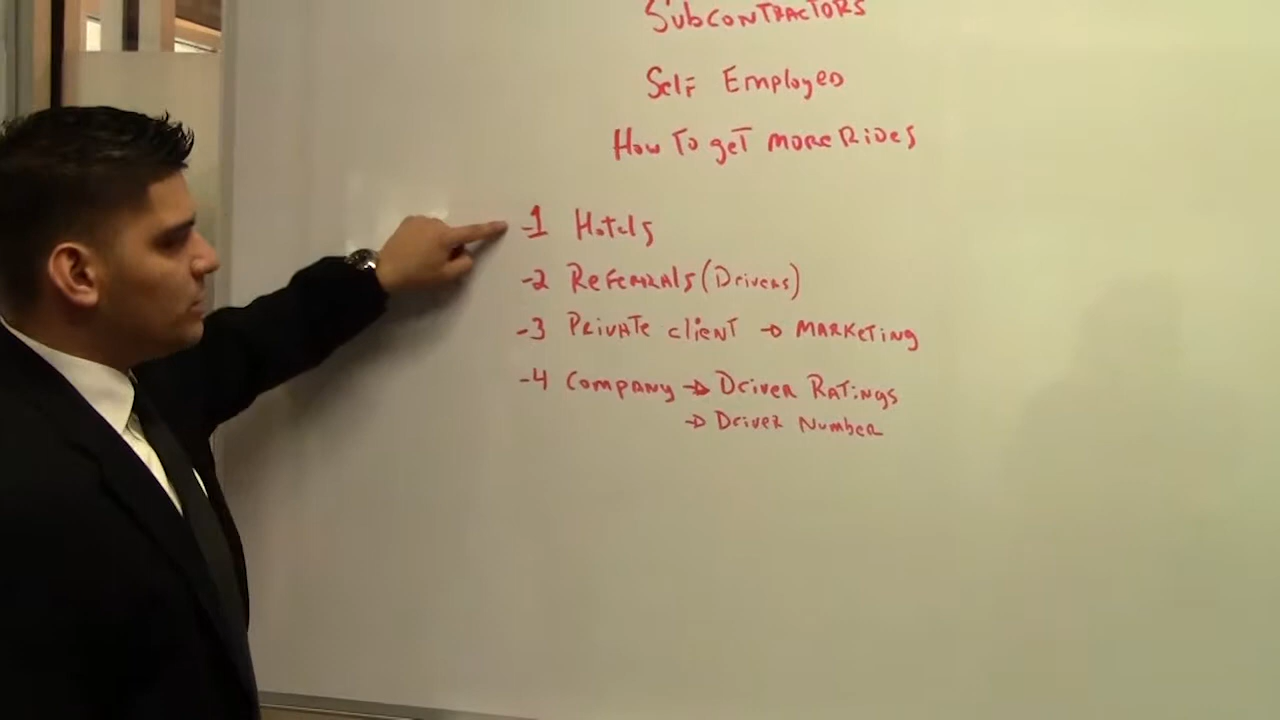 SUBCONTRACTORS
Self Employed
How To get more Rides
-1 Hotels
-2 Referrals (Drivers)
-3 Private client → MARKETing
-4 Company → Driver Ratings
→ Driver Number